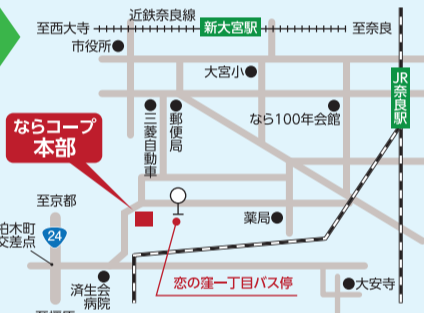 近鉄奈良線
至西大寺
新大宮駅
至奈良
市役所
大宮小
JR奈良駅
三菱自動車
郵便局
なら100年会館
ならコープ
本部
至京都
薬局
柏木町
交差点
24
恋の窪一丁目バス停
済生会
病院
大安寺